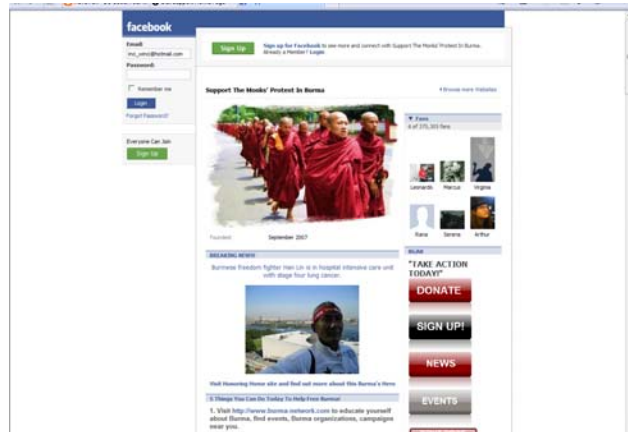 facebook
Email:
Password:
Remember me
Login
Forgot Password?
Everyone Can Join
Sign Up
Sign Up
Sign up for Facebook to see more and connect with Support The Monks' Protest In Burma.
Already a Member? Login
Support The Monks' Protest In Burma
Browse more Websites
Founded: September 2007
BREAKING NEWS!
Burmese freedom fighter Han Lin is in hospital intensive care unit
with stage four lung cancer.
Visit Honoring Home site and find out more about this Burma's Hero
5 Things You Can Do Today To Help Free Burma!
1. Visit http://www.burma-network.com to educate yourself
about Burma, find events, Burma organizations, campaigns
near you.
Fans
Leonardo Marcus Virginia
Rana Serena Arthur
"TAKE ACTION
TODAY!"
DONATE
SIGN UP!
NEWS
EVENTS